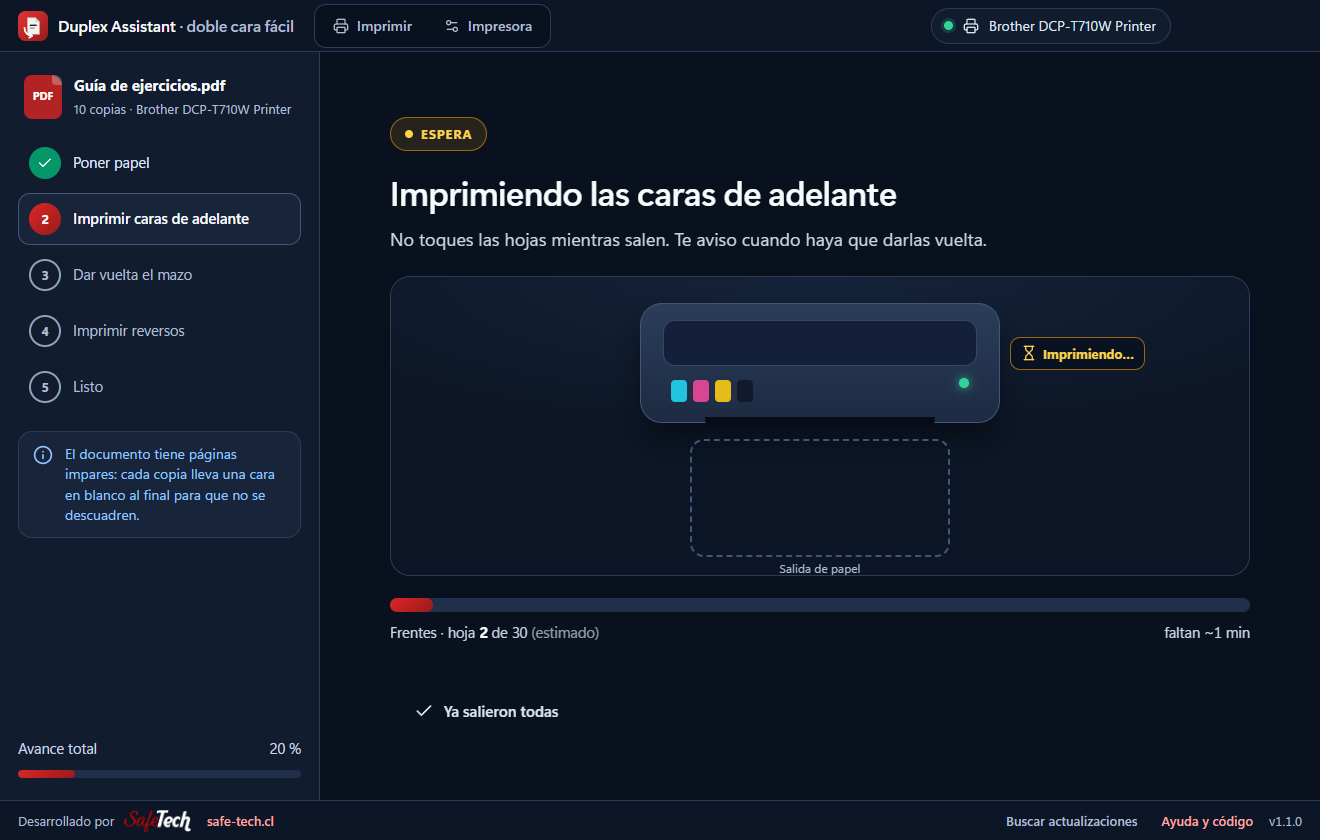 Duplex Assistant · doble cara fácil
Imprimir
Impresora
Brother DCP-T710W Printer
PDF
Guía de ejercicios.pdf
10 copias · Brother DCP-T710W Printer
Poner papel
2 Imprimir caras de adelante
3 Dar vuelta el mazo
4 Imprimir reversos
5 Listo
El documento tiene páginas
impares: cada copia lleva una cara
en blanco al final para que no se
descuadren.
Avance total 20 %
ESPERA
Imprimiendo las caras de adelante
No toques las hojas mientras salen. Te aviso cuando haya que darlas vuelta.
Imprimiendo...
Salida de papel
Frentes · hoja 2 de 30 (estimado)
faltan ~1 min
Ya salieron todas
Desarrollado por SafeTech safe-tech.cl
Buscar actualizaciones
Ayuda y código
v1.1.0